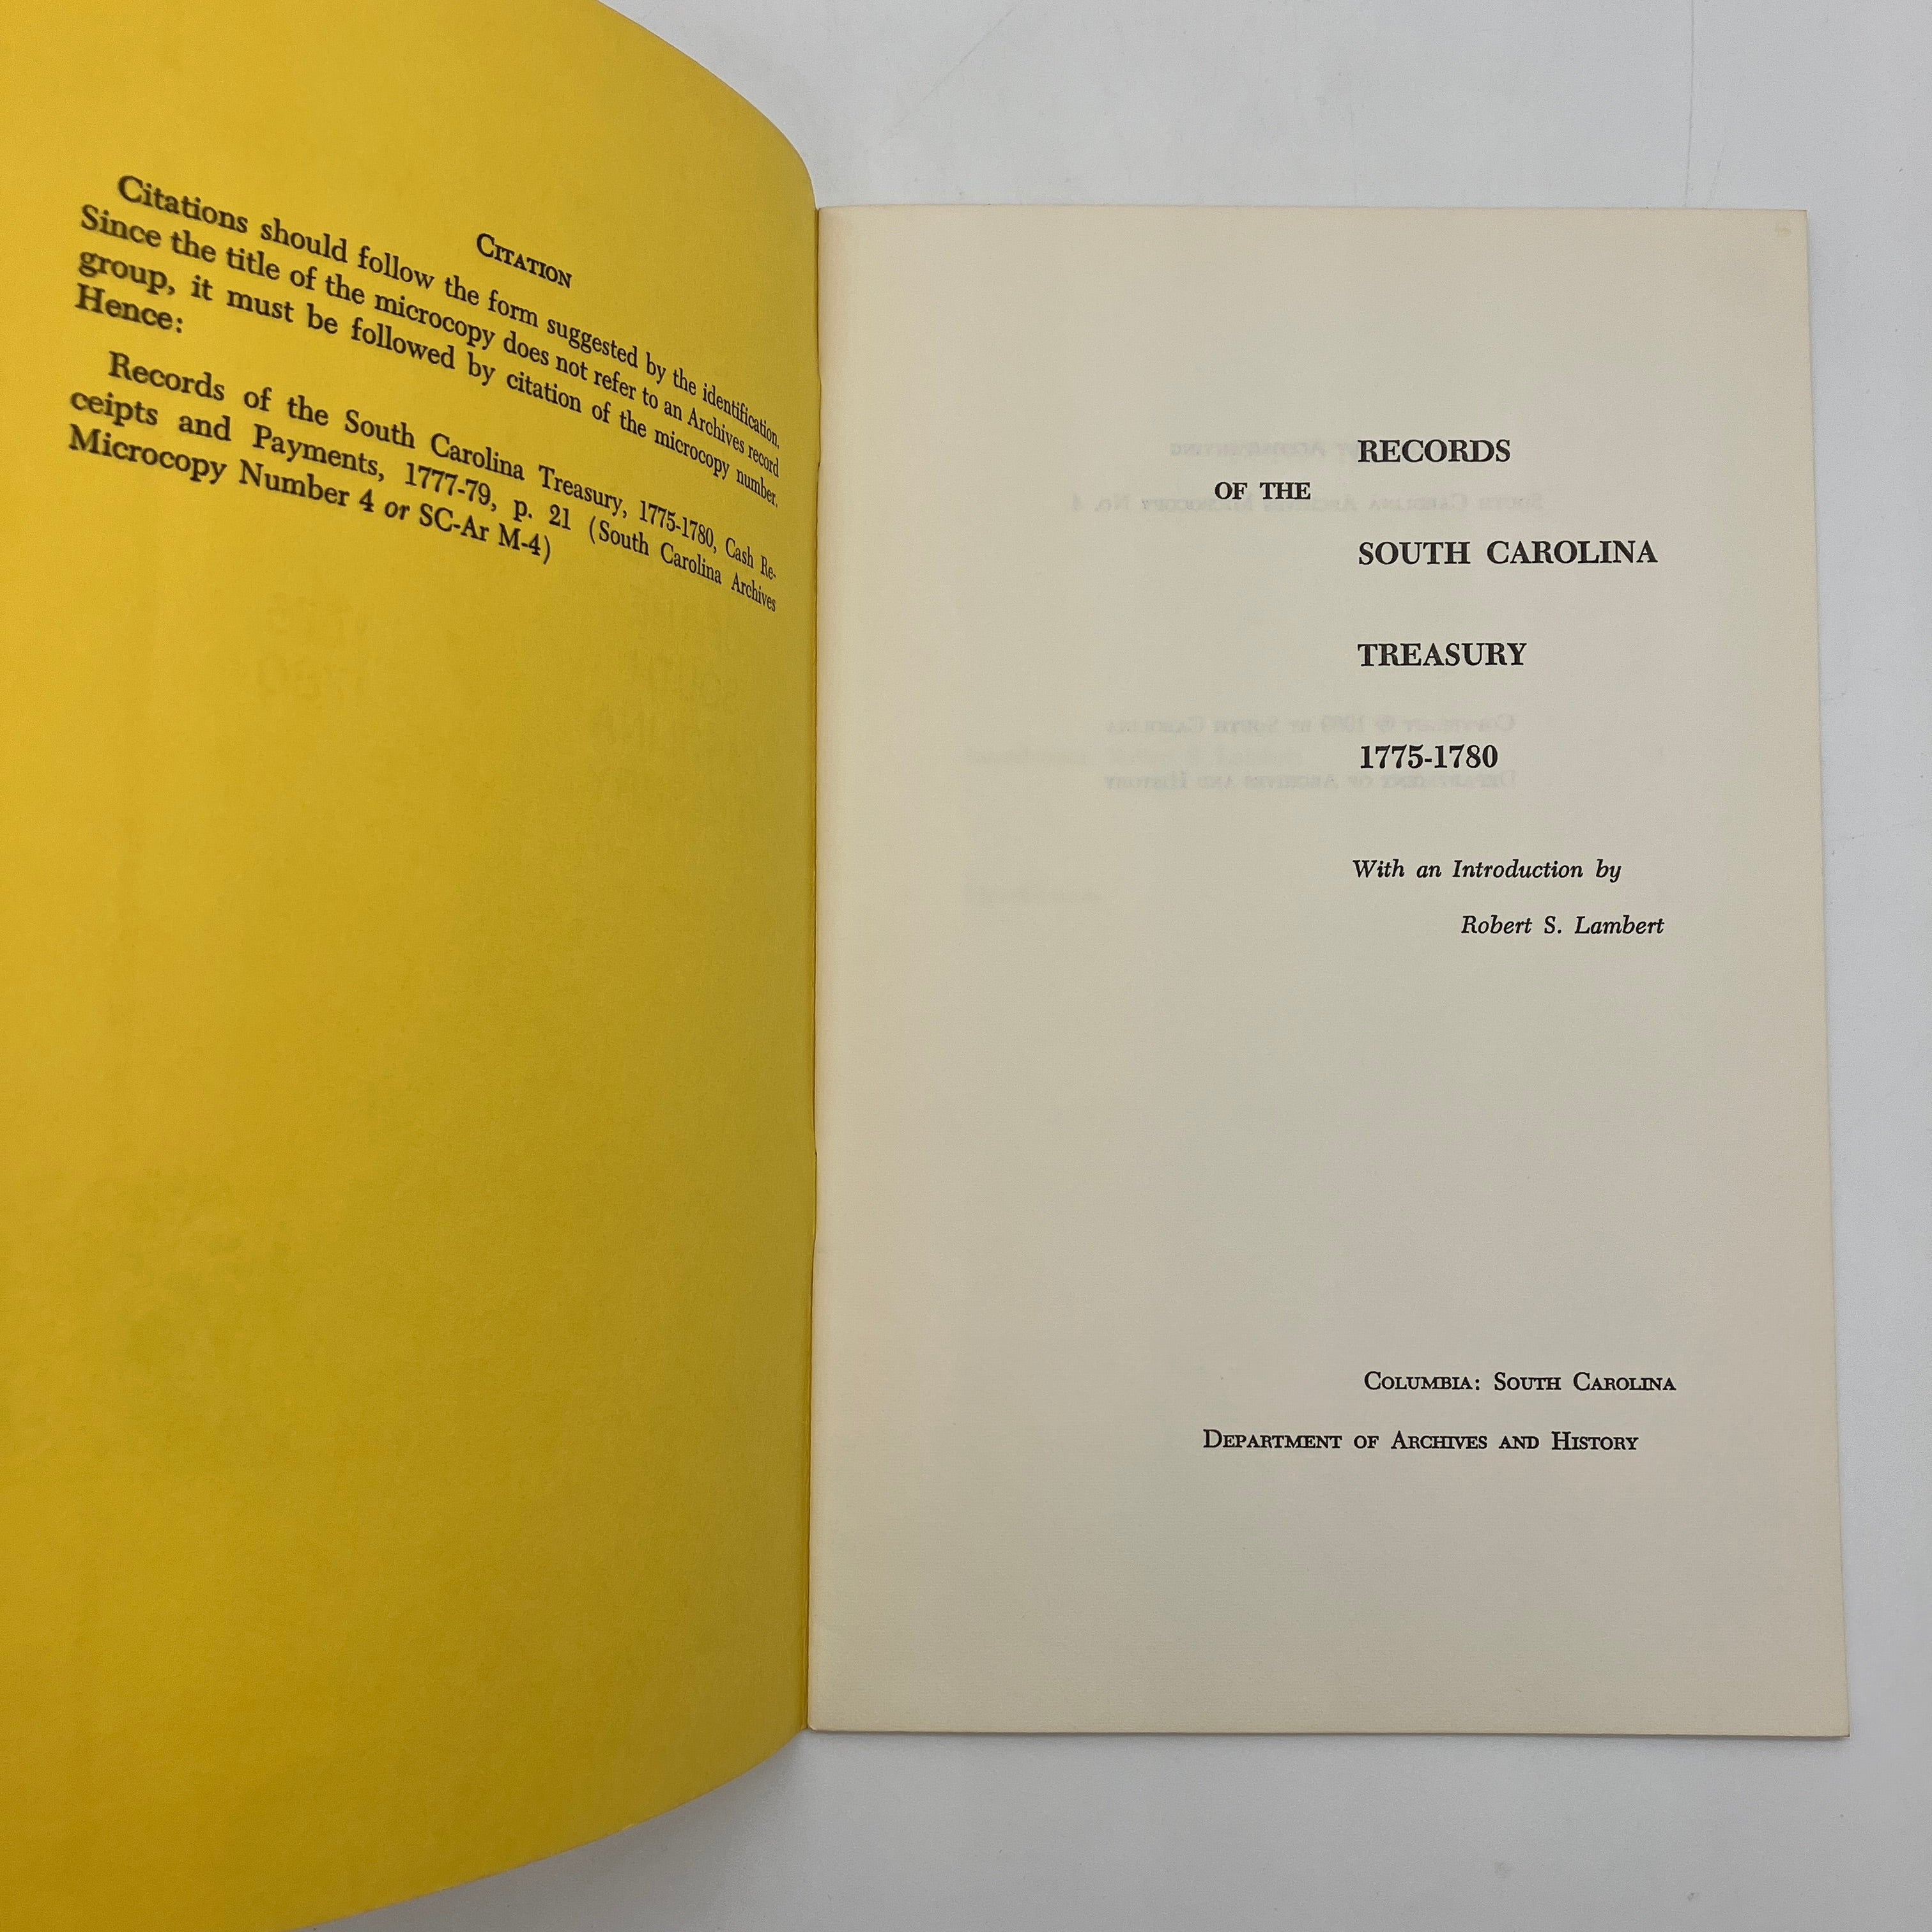 CITATION
Citations should follow the form suggested by the identification.
Since the title of the microcopy does not refer to an Archives record
group, it must be followed by citation of the microcopy number.
Hence:
Records of the South Carolina Treasury, 1775-1780, Cash Re-
ceipts and Payments, 1777-79, p. 21 (South Carolina Archives
Microcopy Number 4 or SC-Ar M-4)
RECORDS
OF THE
SOUTH CAROLINA
TREASURY
1775-1780
With an Introduction by
Robert S. Lambert
COLUMBIA: SOUTH CAROLINA
DEPARTMENT OF ARCHIVES AND HISTORY